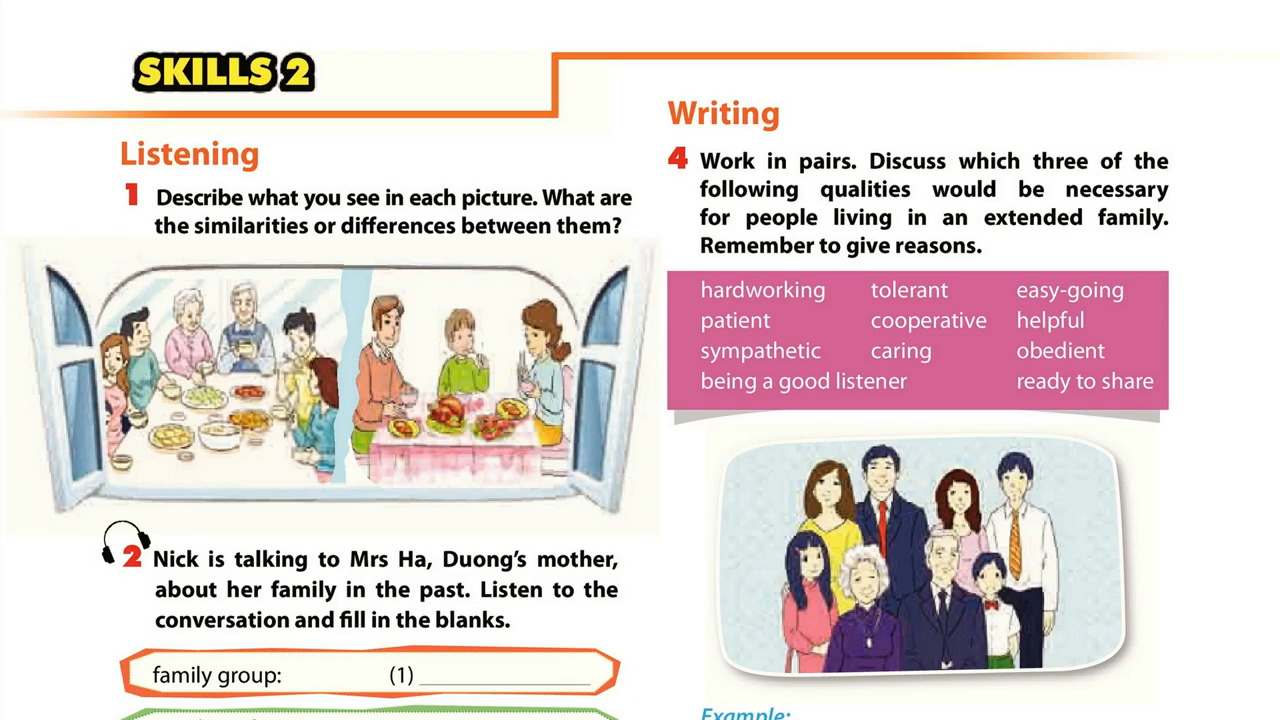 SKILLS 2
Listening
1 Describe what you see in each picture. What are
the similarities or differences between them?
2 Nick is talking to Mrs Ha, Duong's mother,
about her family in the past. Listen to the
conversation and fill in the blanks.
family group: (1) ________________
Writing
4 Work in pairs. Discuss which three of the
following qualities would be necessary
for people living in an extended family.
Remember to give reasons.
hardworking tolerant easy-going
patient cooperative helpful
sympathetic caring obedient
being a good listener ready to share
Example: